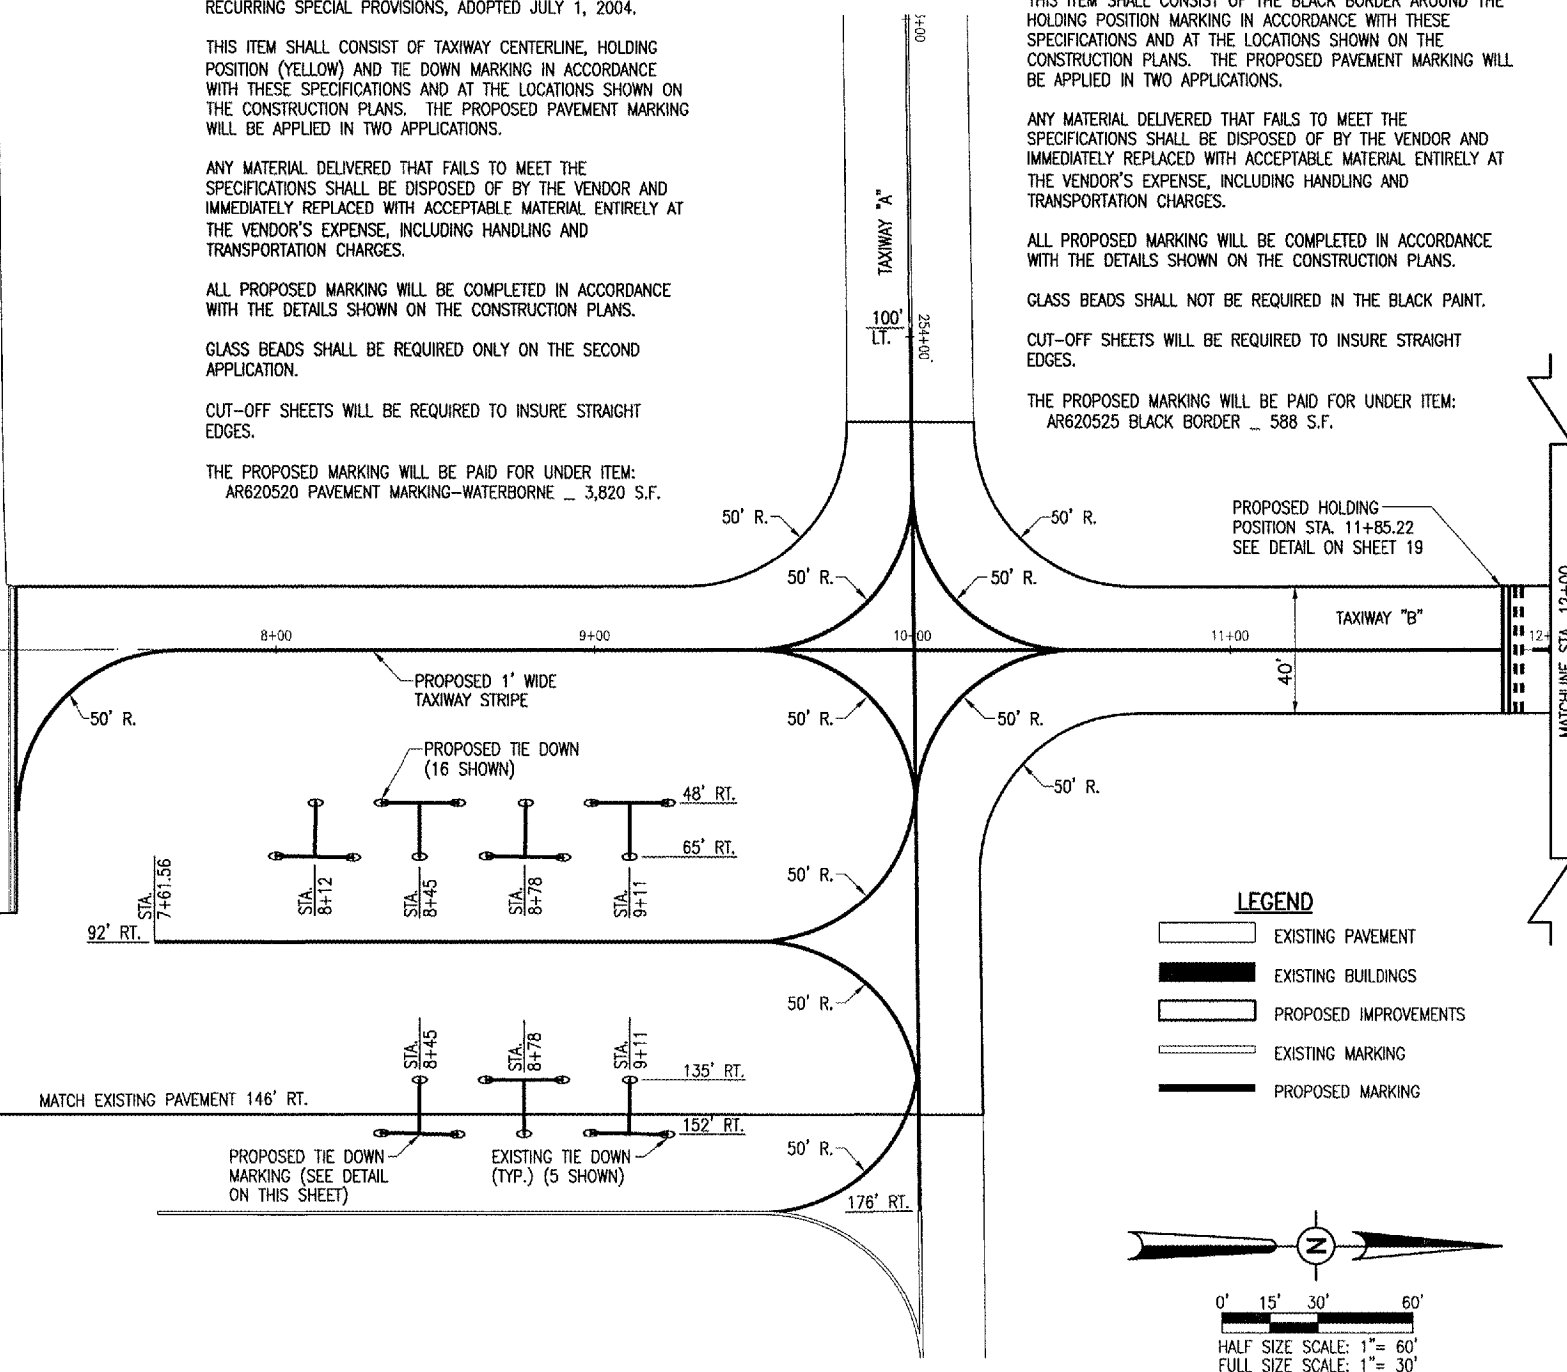 RECURRING SPECIAL PROVISIONS, ADOPTED JULY 1, 2004.
THIS ITEM SHALL CONSIST OF TAXIWAY CENTERLINE, HOLDING
POSITION (YELLOW) AND TIE DOWN MARKING IN ACCORDANCE
WITH THESE SPECIFICATIONS AND AT THE LOCATIONS SHOWN ON
THE CONSTRUCTION PLANS. THE PROPOSED PAVEMENT MARKING
WILL BE APPLIED IN TWO APPLICATIONS.
ANY MATERIAL DELIVERED THAT FAILS TO MEET THE
SPECIFICATIONS SHALL BE DISPOSED OF BY THE VENDOR AND
IMMEDIATELY REPLACED WITH ACCEPTABLE MATERIAL ENTIRELY AT
THE VENDOR'S EXPENSE, INCLUDING HANDLING AND
TRANSPORTATION CHARGES.
ALL PROPOSED MARKING WILL BE COMPLETED IN ACCORDANCE
WITH THE DETAILS SHOWN ON THE CONSTRUCTION PLANS.
GLASS BEADS SHALL BE REQUIRED ONLY ON THE SECOND
APPLICATION.
CUT-OFF SHEETS WILL BE REQUIRED TO INSURE STRAIGHT
EDGES.
THE PROPOSED MARKING WILL BE PAID FOR UNDER ITEM:
AR620520 PAVEMENT MARKING-WATERBORNE _ 3,820 S.F.
THIS ITEM SHALL CONSIST OF THE BLACK BORDER AROUND THE
HOLDING POSITION MARKING IN ACCORDANCE WITH THESE
SPECIFICATIONS AND AT THE LOCATIONS SHOWN ON THE
CONSTRUCTION PLANS. THE PROPOSED PAVEMENT MARKING WILL
BE APPLIED IN TWO APPLICATIONS.
ANY MATERIAL DELIVERED THAT FAILS TO MEET THE
SPECIFICATIONS SHALL BE DISPOSED OF BY THE VENDOR AND
IMMEDIATELY REPLACED WITH ACCEPTABLE MATERIAL ENTIRELY AT
THE VENDOR'S EXPENSE, INCLUDING HANDLING AND
TRANSPORTATION CHARGES.
ALL PROPOSED MARKING WILL BE COMPLETED IN ACCORDANCE
WITH THE DETAILS SHOWN ON THE CONSTRUCTION PLANS.
GLASS BEADS SHALL NOT BE REQUIRED IN THE BLACK PAINT.
CUT-OFF SHEETS WILL BE REQUIRED TO INSURE STRAIGHT
EDGES.
THE PROPOSED MARKING WILL BE PAID FOR UNDER ITEM:
AR620525 BLACK BORDER _ 588 S.F.
+00
TAXIWAY "A"
100'
LT.
254+00
50' R.
50' R.
50' R.
50' R.
PROPOSED HOLDING
POSITION STA. 11+85.22
SEE DETAIL ON SHEET 19
8+00
9+00
10+00
11+00
12+
TAXIWAY "B"
40'
MATCHLINE STA. 12+00
PROPOSED 1' WIDE
TAXIWAY STRIPE
50' R.
50' R.
50' R.
50' R.
PROPOSED TIE DOWN
(16 SHOWN)
48' RT.
65' RT.
STA.
8+12
STA.
8+45
STA.
8+78
STA.
9+11
STA.
7+61.56
92' RT.
50' R.
50' R.
STA.
8+45
STA.
8+78
STA.
9+11
135' RT.
MATCH EXISTING PAVEMENT 146' RT.
152' RT.
PROPOSED TIE DOWN
MARKING (SEE DETAIL
ON THIS SHEET)
EXISTING TIE DOWN
(TYP.) (5 SHOWN)
50' R.
176' RT.
LEGEND
EXISTING PAVEMENT
EXISTING BUILDINGS
PROPOSED IMPROVEMENTS
EXISTING MARKING
PROPOSED MARKING
N
0' 15' 30' 60'
HALF SIZE SCALE: 1"= 60'
FULL SIZE SCALE: 1"= 30'